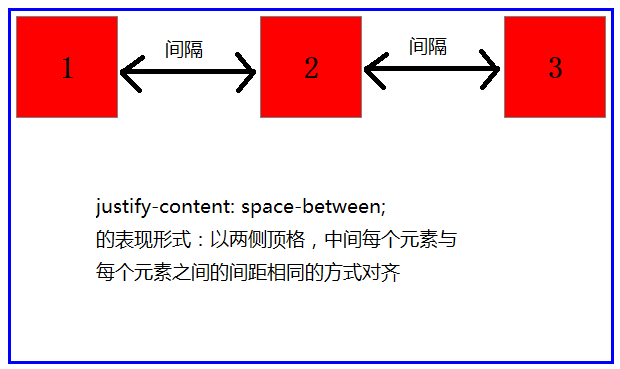 间隔 间隔
1 2 3
justify-content: space-between;
的表现形式：以两侧顶格，中间每个元素与
每个元素之间的间距相同的方式对齐